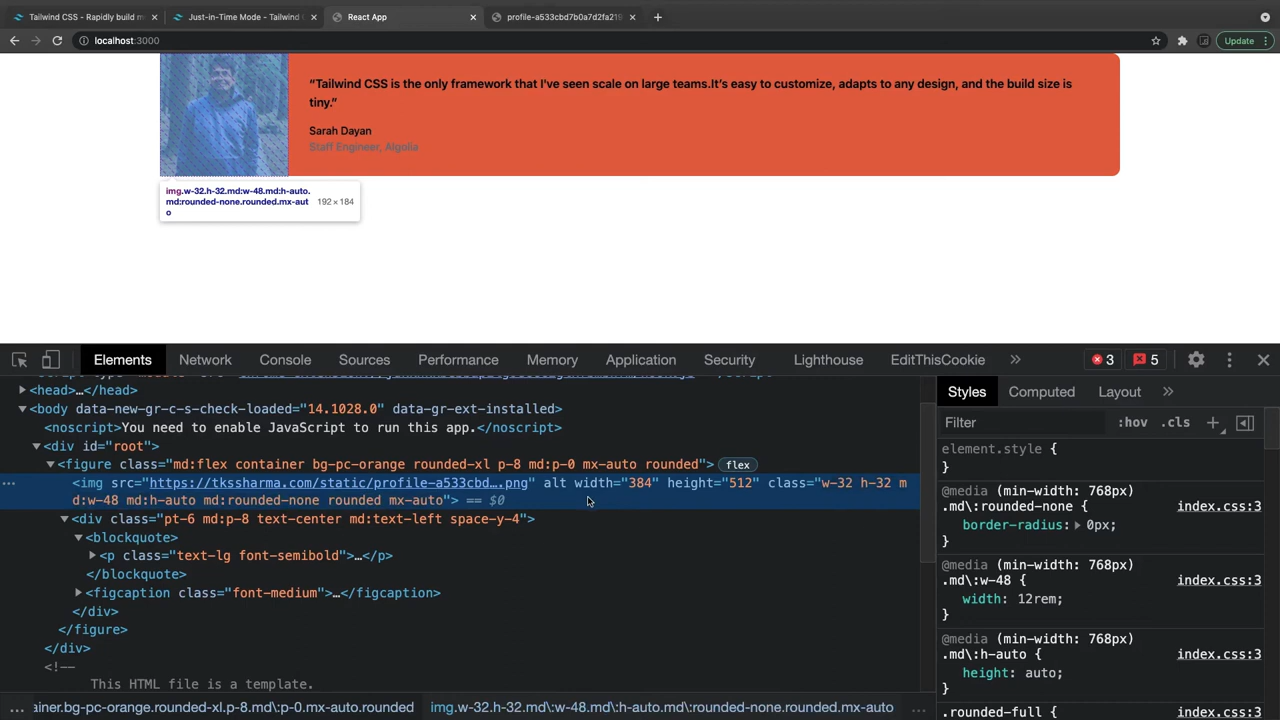 Tailwind CSS - Rapidly build m
Just-in-Time Mode - Tailwind
React App
profile-a533cbd7b0a7d2fa219
localhost:3000
Update
“Tailwind CSS is the only framework that I've seen scale on large teams.It’s easy to customize, adapts to any design, and the build size is
tiny.”
Sarah Dayan
Staff Engineer, Algolia
img.w-32.h-32.md:w-48.md:h-auto.
md:rounded-none.rounded.mx-aut
o
192 × 184
Elements
Network
Console
Sources
Performance
Memory
Application
Security
Lighthouse
EditThisCookie
3
5
<head>…</head>
<body data-new-gr-c-s-check-loaded="14.1028.0" data-gr-ext-installed>
<noscript>You need to enable JavaScript to run this app.</noscript>
<div id="root">
<figure class="md:flex container bg-pc-orange rounded-xl p-8 md:p-0 mx-auto rounded"> flex
<img src="https://tkssharma.com/static/profile-a533cbd….png" alt width="384" height="512" class="w-32 h-32 m
d:w-48 md:h-auto md:rounded-none rounded mx-auto"> == $0
<div class="pt-6 md:p-8 text-center md:text-left space-y-4">
<blockquote>
<p class="text-lg font-semibold">…</p>
</blockquote>
<figcaption class="font-medium">…</figcaption>
</div>
</figure>
</div>
<!--
This HTML file is a template.
… ainer.bg-pc-orange.rounded-xl.p-8.md\:p-0.mx-auto.rounded
img.w-32.h-32.md\:w-48.md\:h-auto.md\:rounded-none.rounded.mx-auto …
Styles
Computed
Layout
Filter
:hov .cls
element.style {
}
@media (min-width: 768px)
.md\:rounded-none {
index.css:3
border-radius: 0px;
}
@media (min-width: 768px)
.md\:w-48 {
index.css:3
width: 12rem;
}
@media (min-width: 768px)
.md\:h-auto {
index.css:3
height: auto;
}
.rounded-full {
index.css:3